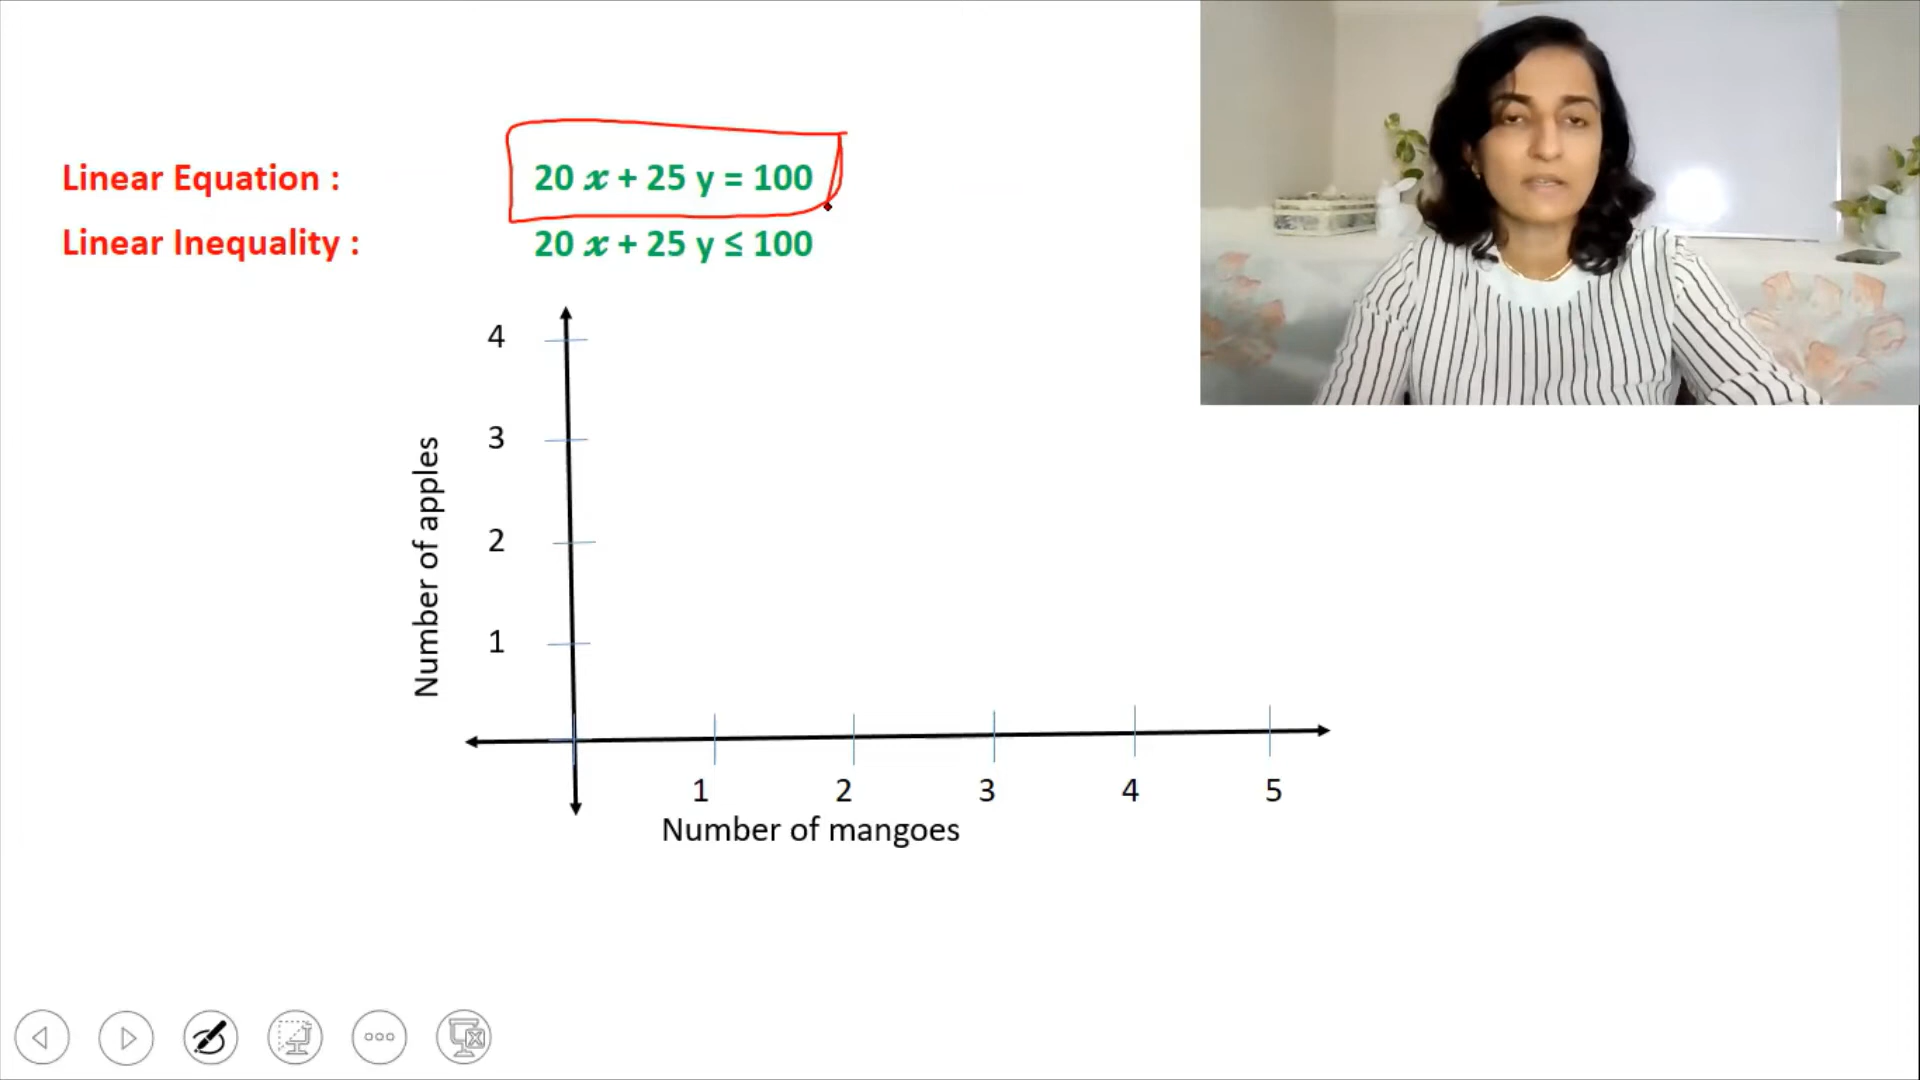 Linear Equation : 20 x + 25 y = 100
Linear Inequality : 20 x + 25 y ≤ 100
4
3
2
1
Number of apples
1 2 3 4 5
Number of mangoes